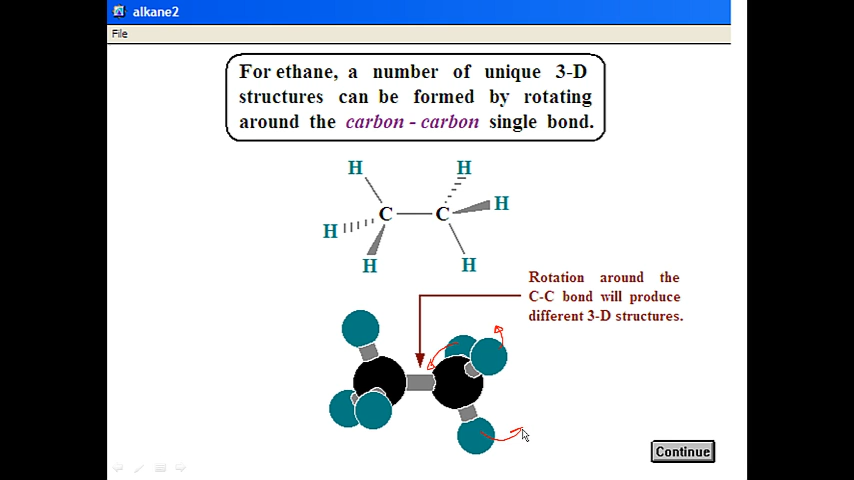 alkane2
File
For ethane, a number of unique 3-D
structures can be formed by rotating
around the carbon - carbon single bond.
H H
C C H
H
H H
Rotation around the
C-C bond will produce
different 3-D structures.
Continue